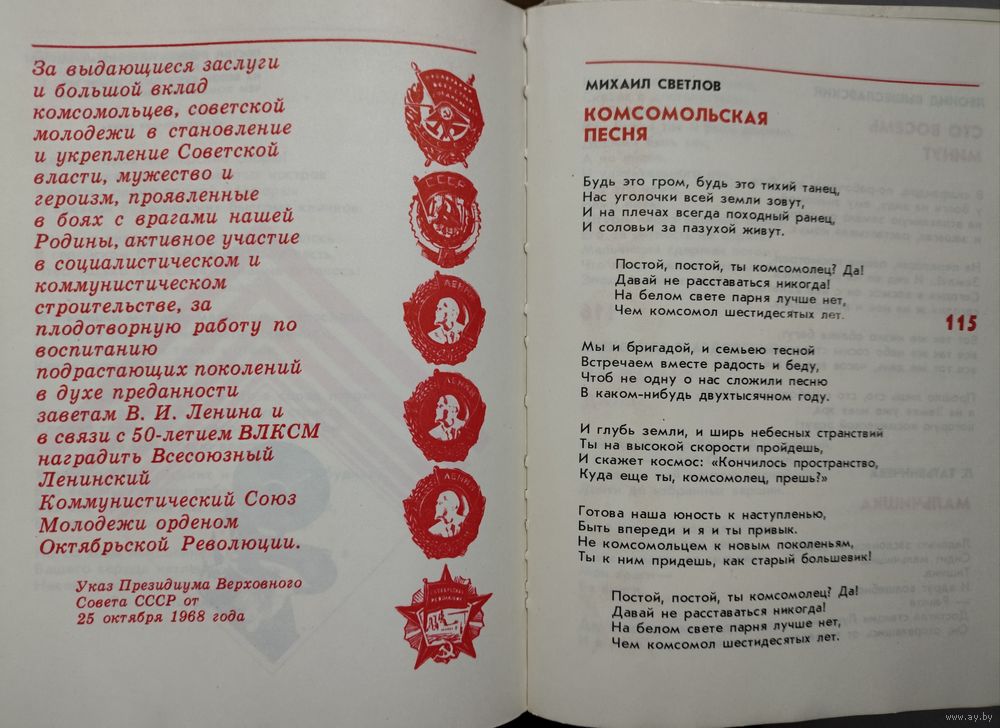 За выдающиеся заслуги
и большой вклад
комсомольцев, советской
молодежи в становление
и укрепление Советской
власти, мужество и
героизм, проявленные
в боях с врагами нашей
Родины, активное участие
в социалистическом и
коммунистическом
строительстве, за
плодотворную работу по
воспитанию
подрастающих поколений
в духе преданности
заветам В. И. Ленина и
в связи с 50-летием ВЛКСМ
наградить Всесоюзный
Ленинский
Коммунистический Союз
Молодежи орденом
Октябрьской Революции.
Указ Президиума Верховного
Совета СССР от
25 октября 1968 года
СССР
ЛЕНИН
ЛЕНИН
ЛЕНИН
ОКТЯБРЬСКАЯ
РЕВОЛЮЦИЯ
МИХАИЛ СВЕТЛОВ
КОМСОМОЛЬСКАЯ
ПЕСНЯ
Будь это гром, будь это тихий танец,
Нас уголочки всей земли зовут,
И на плечах всегда походный ранец,
И соловьи за пазухой живут.
Постой, постой, ты комсомолец? Да!
Давай не расставаться никогда!
На белом свете парня лучше нет,
Чем комсомол шестидесятых лет.
115
Мы и бригадой, и семьею тесной
Встречаем вместе радость и беду,
Чтоб не одну о нас сложили песню
В каком-нибудь двухтысячном году.
И глубь земли, и ширь небесных странствий
Ты на высокой скорости пройдешь,
И скажет космос: «Кончилось пространство,
Куда еще ты, комсомолец, прешь?»
Готова наша юность к наступленью,
Быть впереди и я и ты привык.
Не комсомольцем к новым поколеньям,
Ты к ним придешь, как старый большевик!
Постой, постой, ты комсомолец? Да!
Давай не расставаться никогда!
На белом свете парня лучше нет,
Чем комсомол шестидесятых лет.
www.ay.by